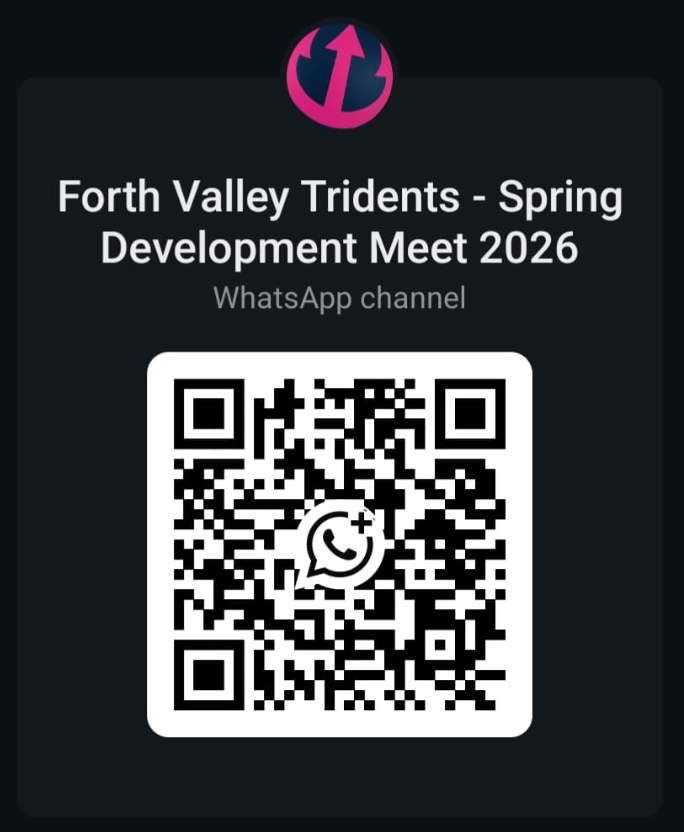 Forth Valley Tridents - Spring
Development Meet 2026
WhatsApp channel